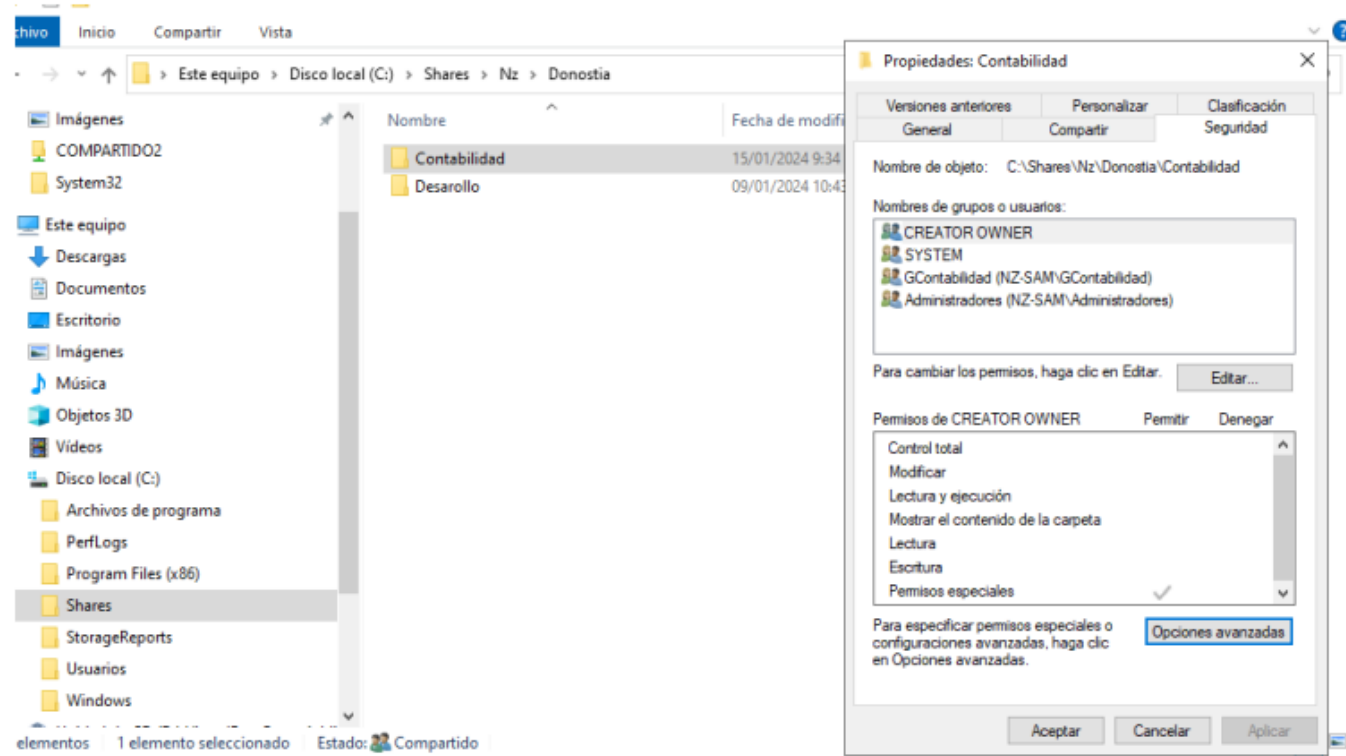 chivo Inicio Compartir Vista
Este equipo > Disco local (C:) > Shares > Nz > Donostia
Imágenes
COMPARTIDO2
System32
Este equipo
Descargas
Documentos
Escritorio
Imágenes
Música
Objetos 3D
Vídeos
Disco local (C:)
Archivos de programa
PerfLogs
Program Files (x86)
Shares
StorageReports
Usuarios
Windows
Nombre Fecha de modifi
Contabilidad 15/01/2024 9:34
Desarollo 09/01/2024 10:43
elementos 1 elemento seleccionado Estado: Compartido
Propiedades: Contabilidad
Versiones anteriores Personalizar Clasificación
General Compartir Seguridad
Nombre de objeto: C:\Shares\Nz\Donostia\Contabilidad
Nombres de grupos o usuarios:
CREATOR OWNER
SYSTEM
GContabilidad (NZ-SAM\GContabilidad)
Administradores (NZ-SAM\Administradores)
Para cambiar los permisos, haga clic en Editar. Editar...
Permisos de CREATOR OWNER Permitir Denegar
Control total
Modificar
Lectura y ejecución
Mostrar el contenido de la carpeta
Lectura
Escritura
Permisos especiales
Para especificar permisos especiales o
configuraciones avanzadas, haga clic
en Opciones avanzadas.
Opciones avanzadas
Aceptar Cancelar Aplicar